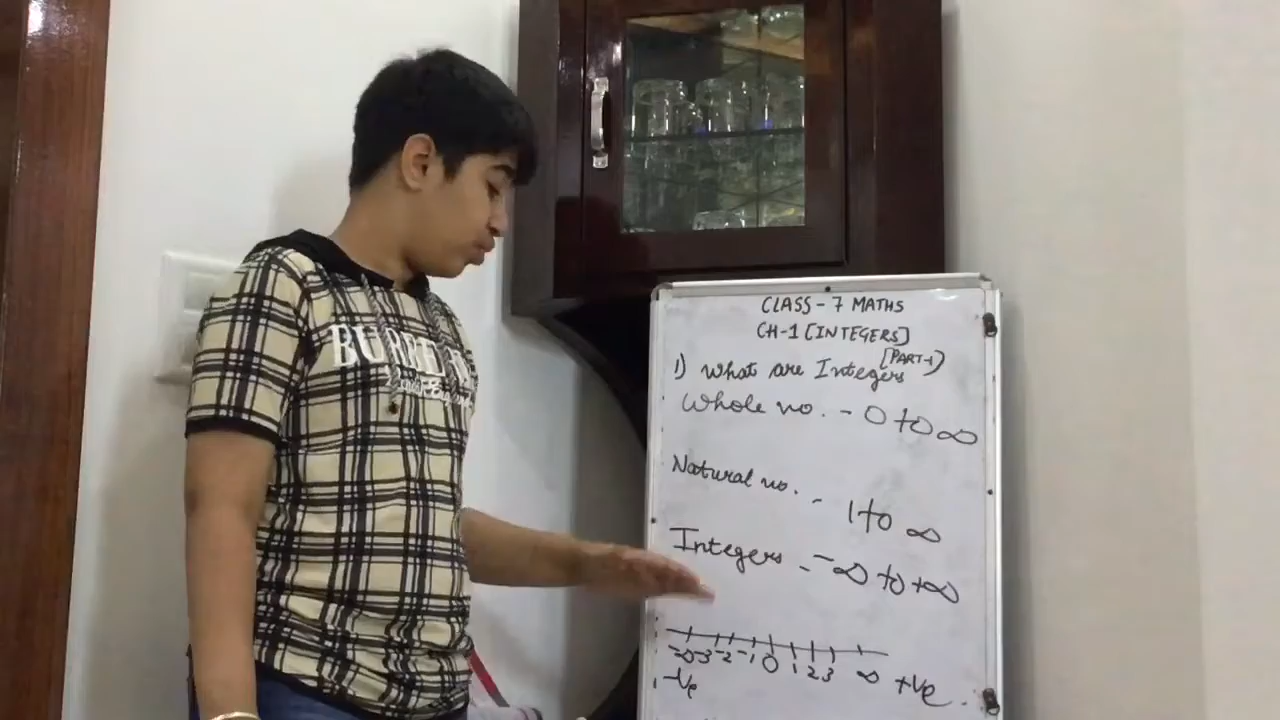 CLASS - 7 MATHS
CH-1 [INTEGERS]
[PART-1]
1) What are Integers
Whole no. - 0 to ∞
Natural no. - 1 to ∞
Integers - -∞ to +∞
-3 -2 -1 0 1 2 3 ∞ +ve
-ve